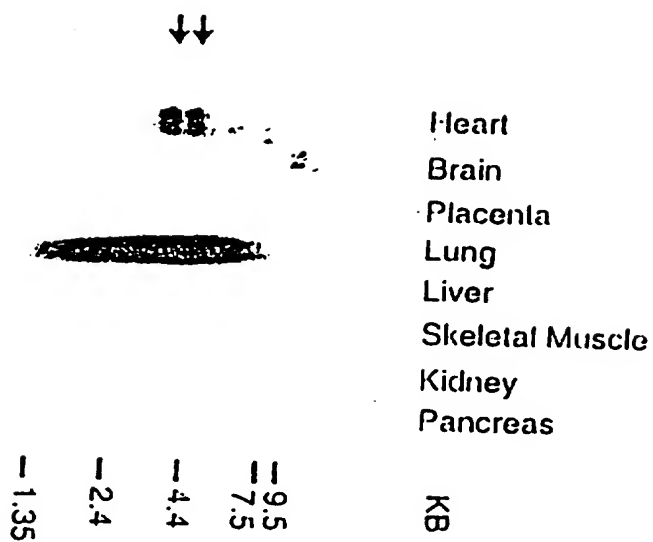 Heart
Brain
Placenta
Lung
Liver
Skeletal Muscle
Kidney
Pancreas
1.35
2.4
4.4
7.5
9.5
KB